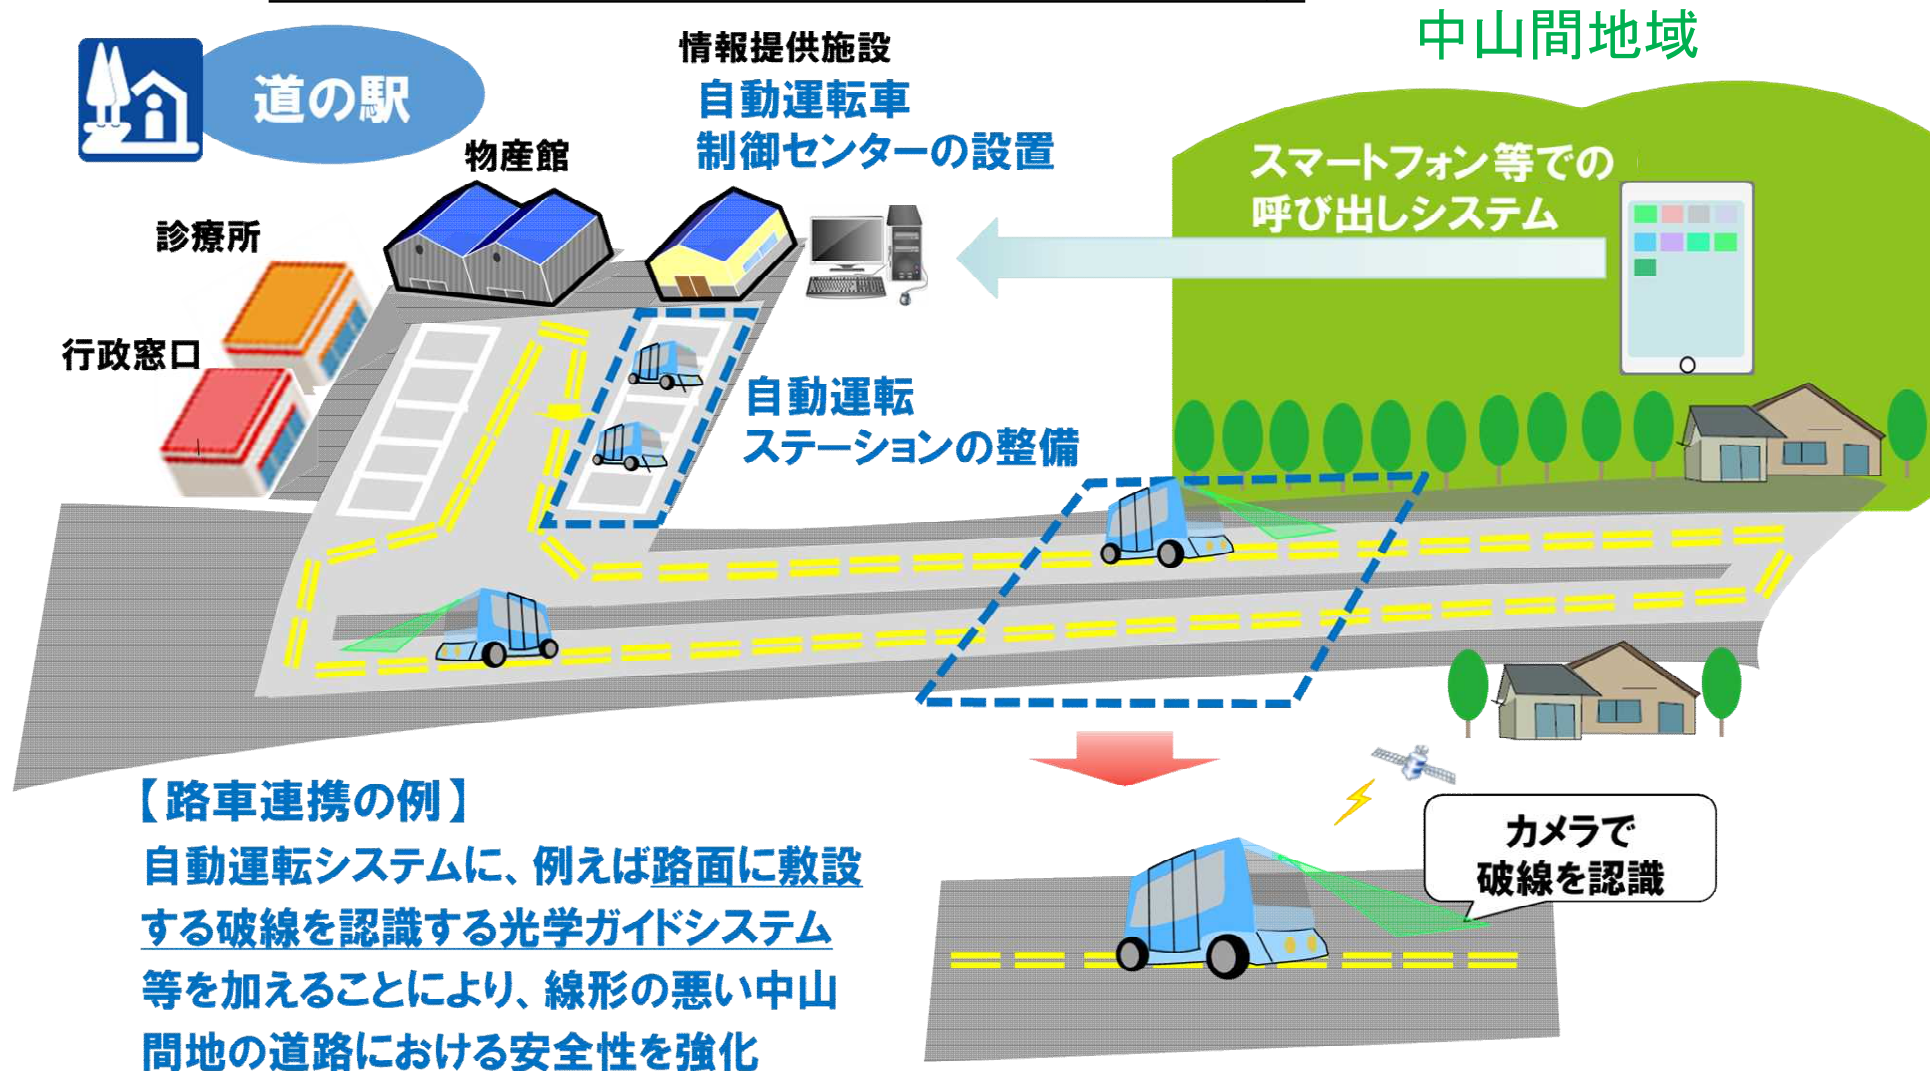 中山間地域
道の駅
情報提供施設
自動運転車
制御センターの設置
物産館
スマートフォン等での
呼び出しシステム
診療所
行政窓口
自動運転
ステーションの整備
【路車連携の例】
自動運転システムに、例えば路面に敷設
する破線を認識する光学ガイドシステム
等を加えることにより、線形の悪い中山
間地の道路における安全性を強化
カメラで
破線を認識